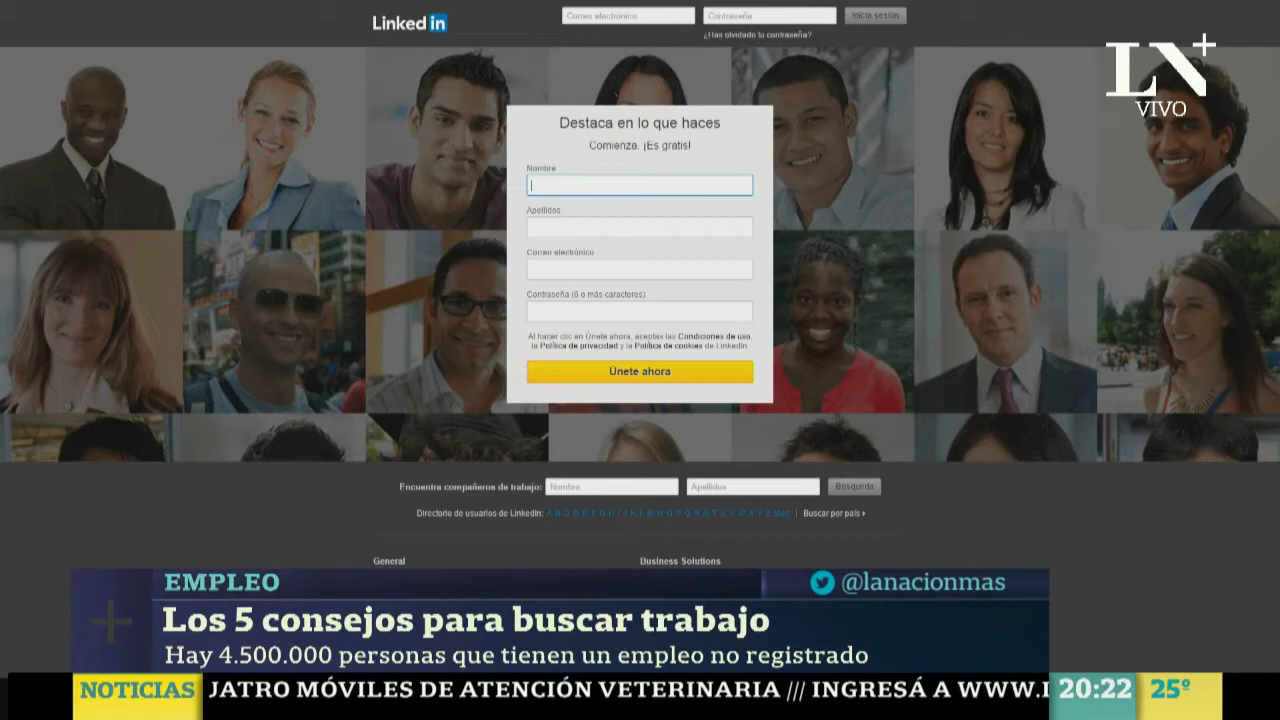 Linked in
Correo electrónico
Contraseña
Inicia sesión
¿Has olvidado tu contraseña?
LN+
VIVO
Destaca en lo que haces
Comienza. ¡Es gratis!
Nombre
Apellidos
Correo electrónico
Contraseña (6 o más caracteres)
Al hacer clic en Únete ahora, aceptas las Condiciones de uso,
la Política de privacidad y la Política de cookies de LinkedIn.
Únete ahora
Encuentra compañeros de trabajo:
Nombre
Apellidos
Búsqueda
Directorio de usuarios de LinkedIn: A B C D E F G H I J K L M N O P Q R S T U V W X Y Z Más | Buscar por país
General
Business Solutions
EMPLEO
@lanacionmas
Los 5 consejos para buscar trabajo
Hay 4.500.000 personas que tienen un empleo no registrado
NOTICIAS
JATRO MÓVILES DE ATENCIÓN VETERINARIA /// INGRESÁ A WWW.
20:22
25º